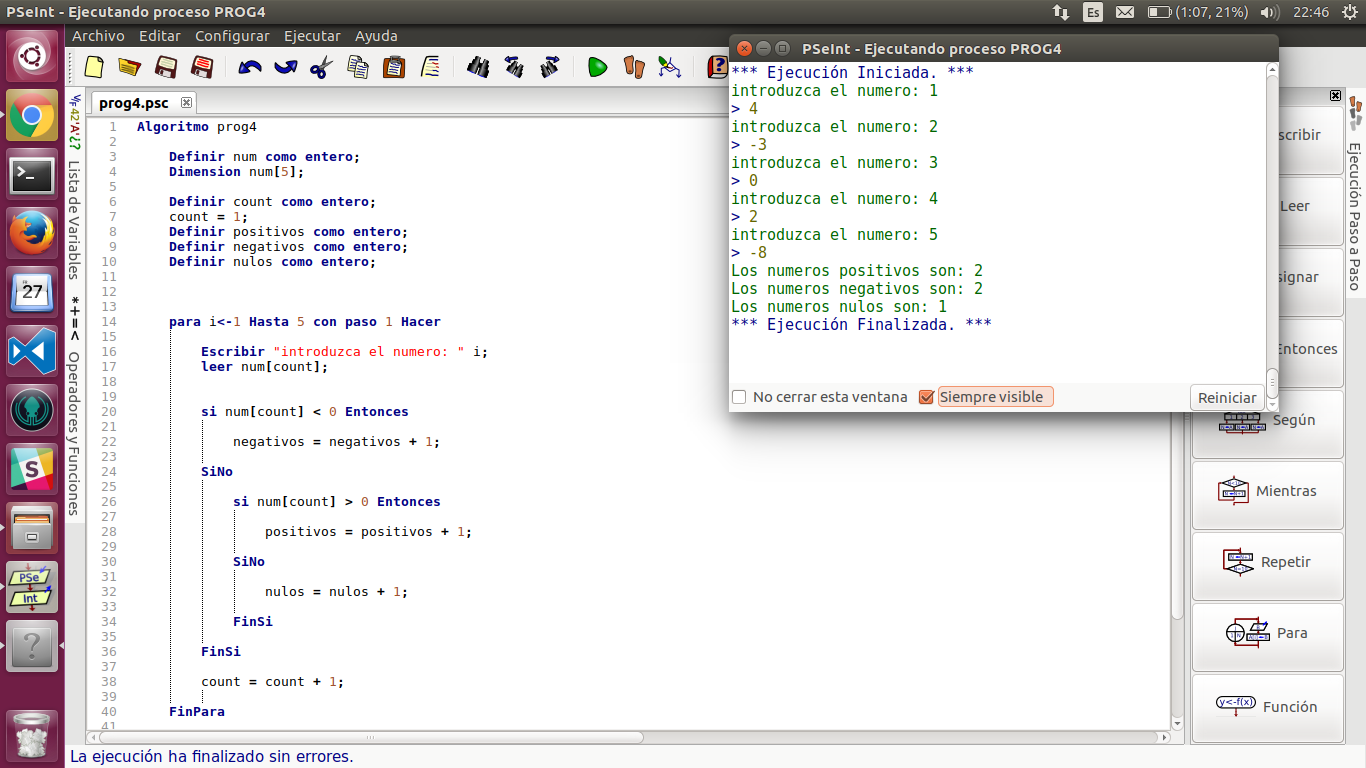 PSeInt - Ejecutando proceso PROG4
Es
(1:07, 21%)
22:46
Archivo Editar Configurar Ejecutar Ayuda
prog4.psc
Lista de Variables
*+=<
Operadores y Funciones
1 Algoritmo prog4
2
3 Definir num como entero;
4 Dimension num[5];
5
6 Definir count como entero;
7 count = 1;
8 Definir positivos como entero;
9 Definir negativos como entero;
10 Definir nulos como entero;
11
12
13
14 para i<-1 Hasta 5 con paso 1 Hacer
15
16 Escribir "introduzca el numero: " i;
17 leer num[count];
18
19
20 si num[count] < 0 Entonces
21
22 negativos = negativos + 1;
23
24 SiNo
25
26 si num[count] > 0 Entonces
27
28 positivos = positivos + 1;
29
30 SiNo
31
32 nulos = nulos + 1;
33
34 FinSi
35
36 FinSi
37
38 count = count + 1;
39
40 FinPara
41
PSeInt - Ejecutando proceso PROG4
*** Ejecución Iniciada. ***
introduzca el numero: 1
> 4
introduzca el numero: 2
> -3
introduzca el numero: 3
> 0
introduzca el numero: 4
> 2
introduzca el numero: 5
> -8
Los numeros positivos son: 2
Los numeros negativos son: 2
Los numeros nulos son: 1
*** Ejecución Finalizada. ***
No cerrar esta ventana
Siempre visible
Reiniciar
scribir
Leer
signar
Entonces
Según
Mientras
Repetir
Para
y<-f(x)
Función
Ejecución Paso a Paso
27
S
PSe
Int
?
La ejecución ha finalizado sin errores.